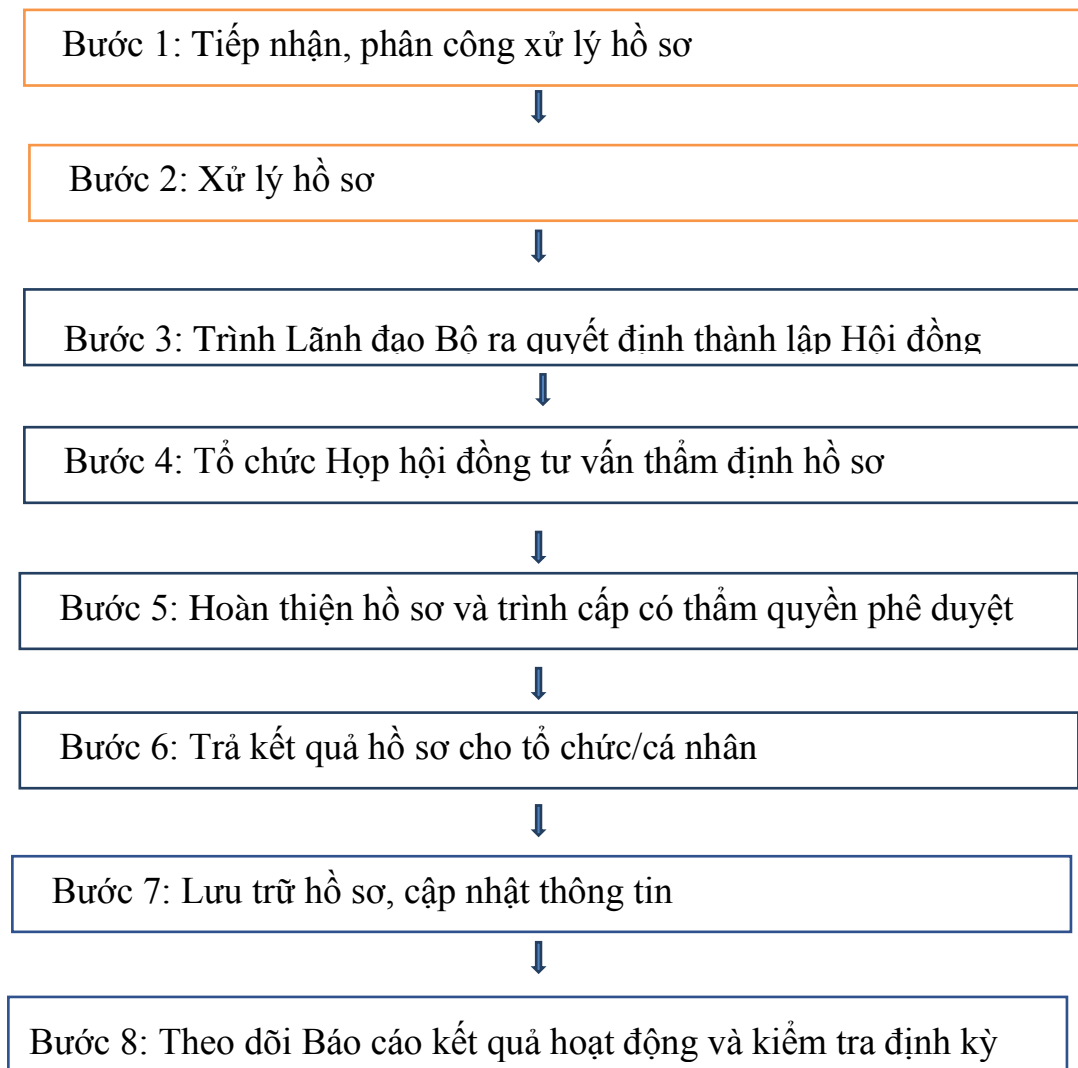 Bước 1: Tiếp nhận, phân công xử lý hồ sơ
Bước 2: Xử lý hồ sơ
Bước 3: Trình Lãnh đạo Bộ ra quyết định thành lập Hội đồng
Bước 4: Tổ chức Họp hội đồng tư vấn thẩm định hồ sơ
Bước 5: Hoàn thiện hồ sơ và trình cấp có thẩm quyền phê duyệt
Bước 6: Trả kết quả hồ sơ cho tổ chức/cá nhân
Bước 7: Lưu trữ hồ sơ, cập nhật thông tin
Bước 8: Theo dõi Báo cáo kết quả hoạt động và kiểm tra định kỳ